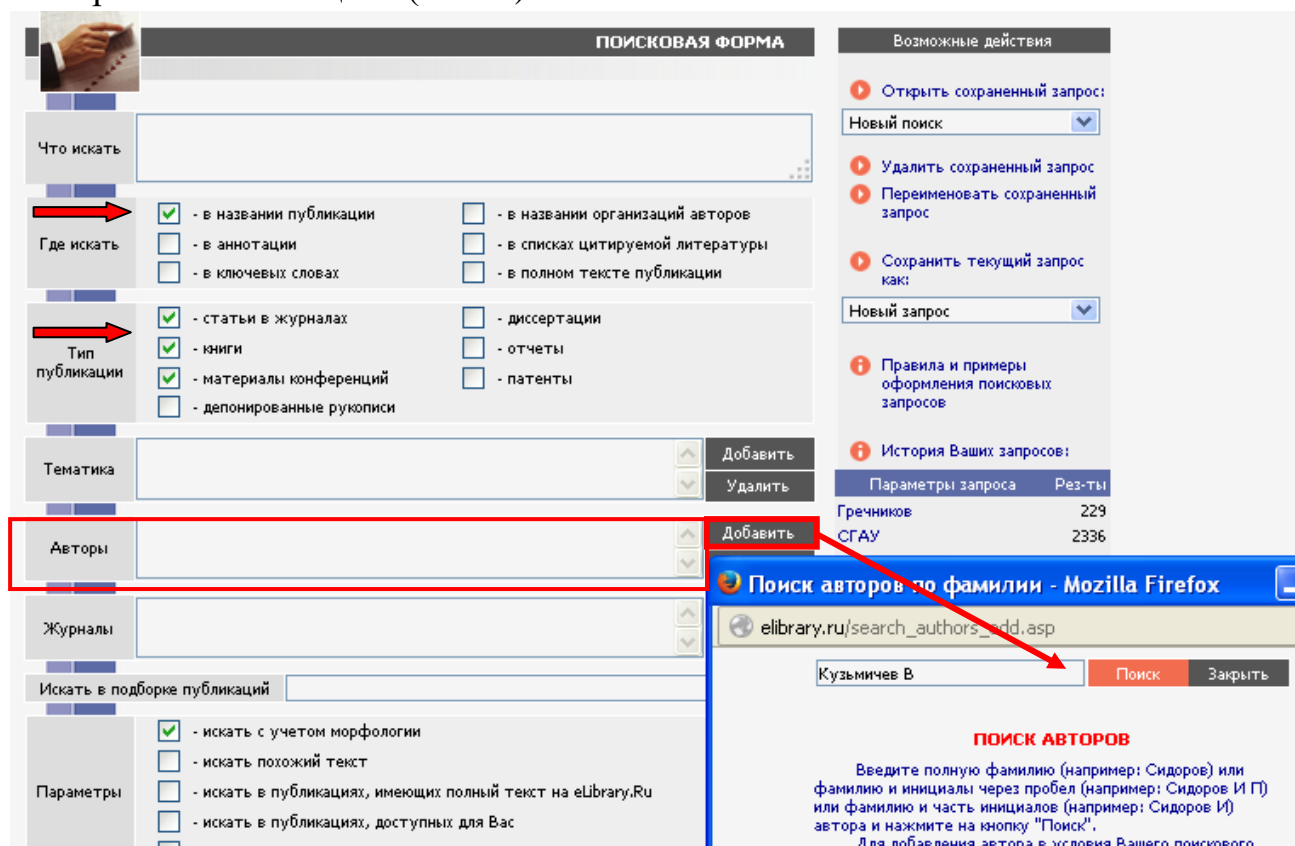 ПОИСКОВАЯ ФОРМА
Что искать
Где искать
- в названии публикации
- в названии организаций авторов
- в аннотации
- в списках цитируемой литературы
- в ключевых словах
- в полном тексте публикации
Тип
публикации
- статьи в журналах
- диссертации
- книги
- отчеты
- материалы конференций
- патенты
- депонированные рукописи
Тематика
Добавить
Удалить
Авторы
Добавить
Журналы
Искать в подборке публикаций
Параметры
- искать с учетом морфологии
- искать похожий текст
- искать в публикациях, имеющих полный текст на eLibrary.Ru
- искать в публикациях, доступных для Вас
Возможные действия
Открыть сохраненный запрос:
Новый поиск
Удалить сохраненный запрос
Переименовать сохраненный
запрос
Сохранить текущий запрос
как:
Новый запрос
Правила и примеры
оформления поисковых
запросов
История Ваших запросов:
Параметры запроса Рез-ты
Гречников 229
СГАУ 2336
Поиск авторов по фамилии - Mozilla Firefox
elibrary.ru/search_authors_add.asp
Кузьмичев В
Поиск
Закрыть
ПОИСК АВТОРОВ
Введите полную фамилию (например: Сидоров) или
фамилию и инициалы через пробел (например: Сидоров И П)
или фамилию и часть инициалов (например: Сидоров И)
автора и нажмите на кнопку "Поиск".
Для добавления автора в условия Вашего поискового